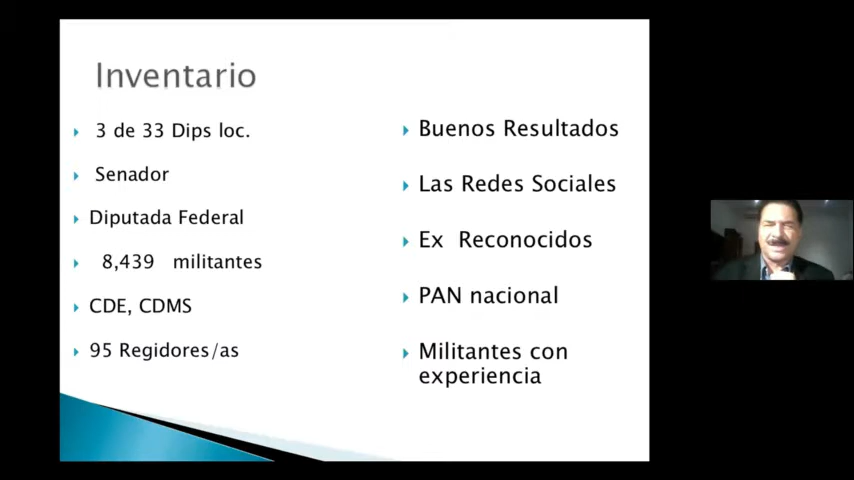 Inventario
3 de 33 Dips loc.
Senador
Diputada Federal
8,439 militantes
CDE, CDMS
95 Regidores/as
Buenos Resultados
Las Redes Sociales
Ex Reconocidos
PAN nacional
Militantes con
experiencia